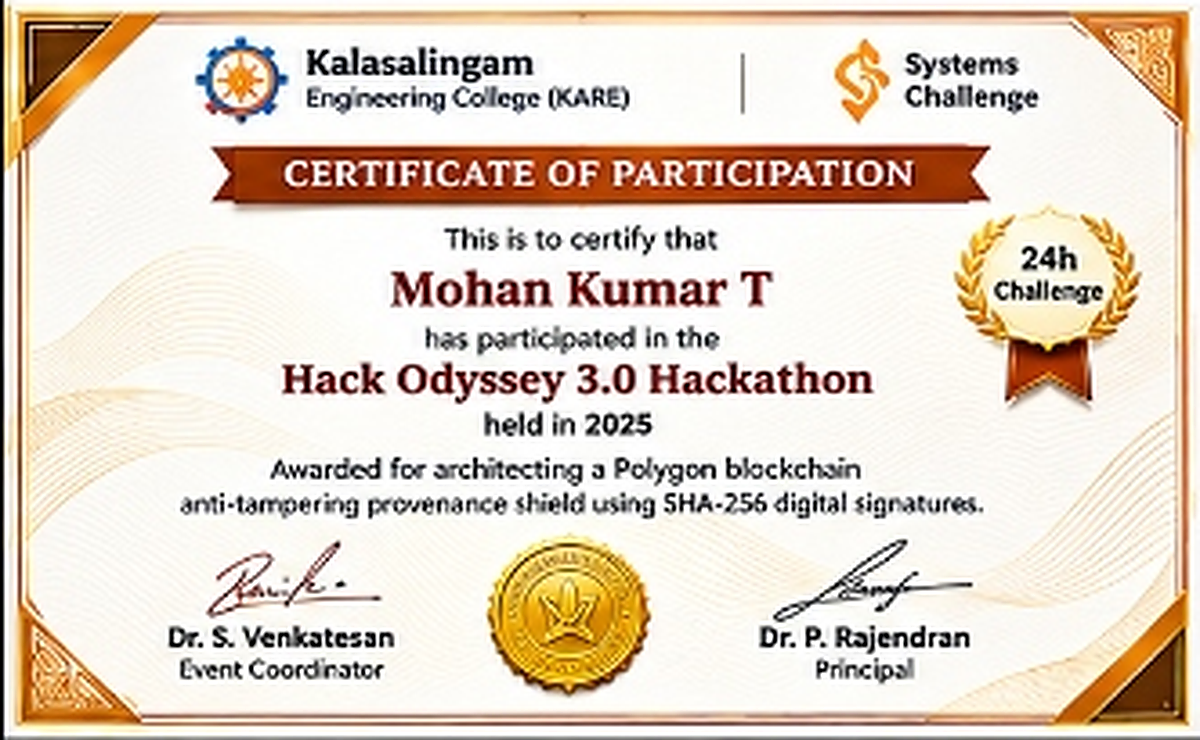 Kalasalingam
Engineering College (KARE)
Systems
Challenge
CERTIFICATE OF PARTICIPATION
This is to certify that
Mohan Kumar T
has participated in the
Hack Odyssey 3.0 Hackathon
held in 2025
24h
Challenge
Awarded for architecting a Polygon blockchain
anti-tampering provenance shield using SHA-256 digital signatures.
Dr. S. Venkatesan
Event Coordinator
Dr. P. Rajendran
Principal